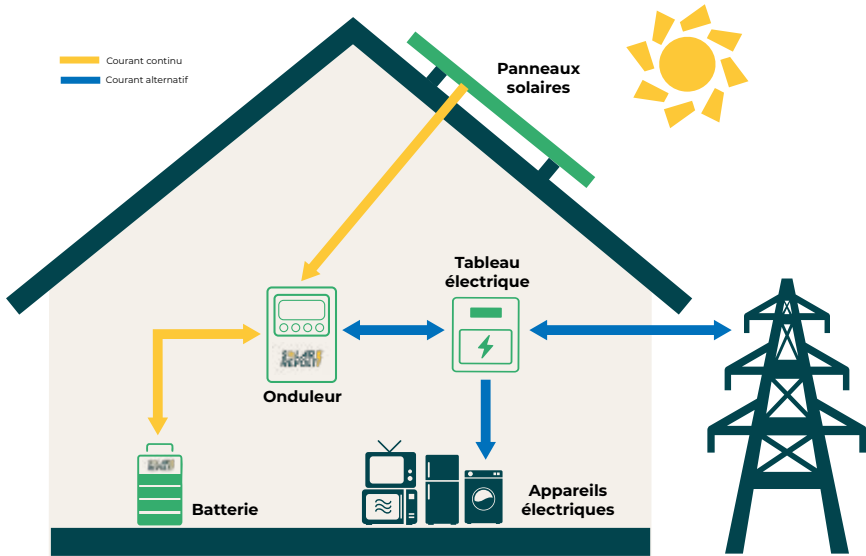 Courant continu
Courant alternatif
Panneaux
solaires
Tableau
électrique
Onduleur
Batterie
Appareils
électriques